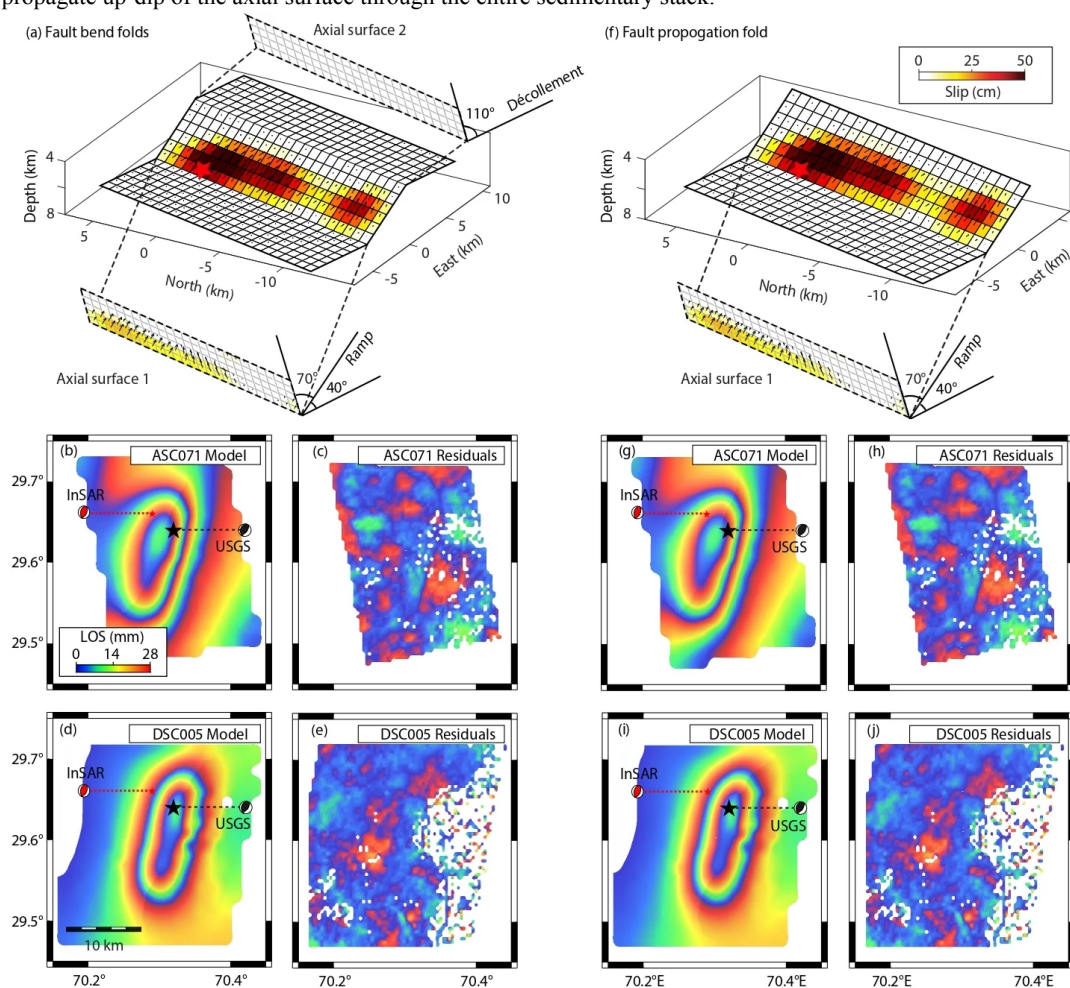 propagate up-dip of the axial surface through the entire sedimentary stack.
(a) Fault bend folds
Axial surface 2
110°
Décollement
4
8
Depth (km)
5
0
-5
-10
North (km)
10
5
0
-5
East (km)
Axial surface 1
70°
Ramp
40°
(f) Fault propogation fold
0 25 50
Slip (cm)
4
8
Depth (km)
5
0
-5
-10
North (km)
0
-5
East (km)
Axial surface 1
70°
Ramp
40°
(b) ASC071 Model
InSAR
USGS
LOS (mm)
0 14 28
29.7°
29.6°
29.5°
(c) ASC071 Residuals
(g) ASC071 Model
InSAR
USGS
(h) ASC071 Residuals
(d) DSC005 Model
InSAR
USGS
10 km
29.7°
29.6°
29.5°
70.2° 70.4°
(e) DSC005 Residuals
(i) DSC005 Model
InSAR
USGS
70.2°E 70.4°E
(j) DSC005 Residuals
70.2° 70.4°
70.2°E 70.4°E